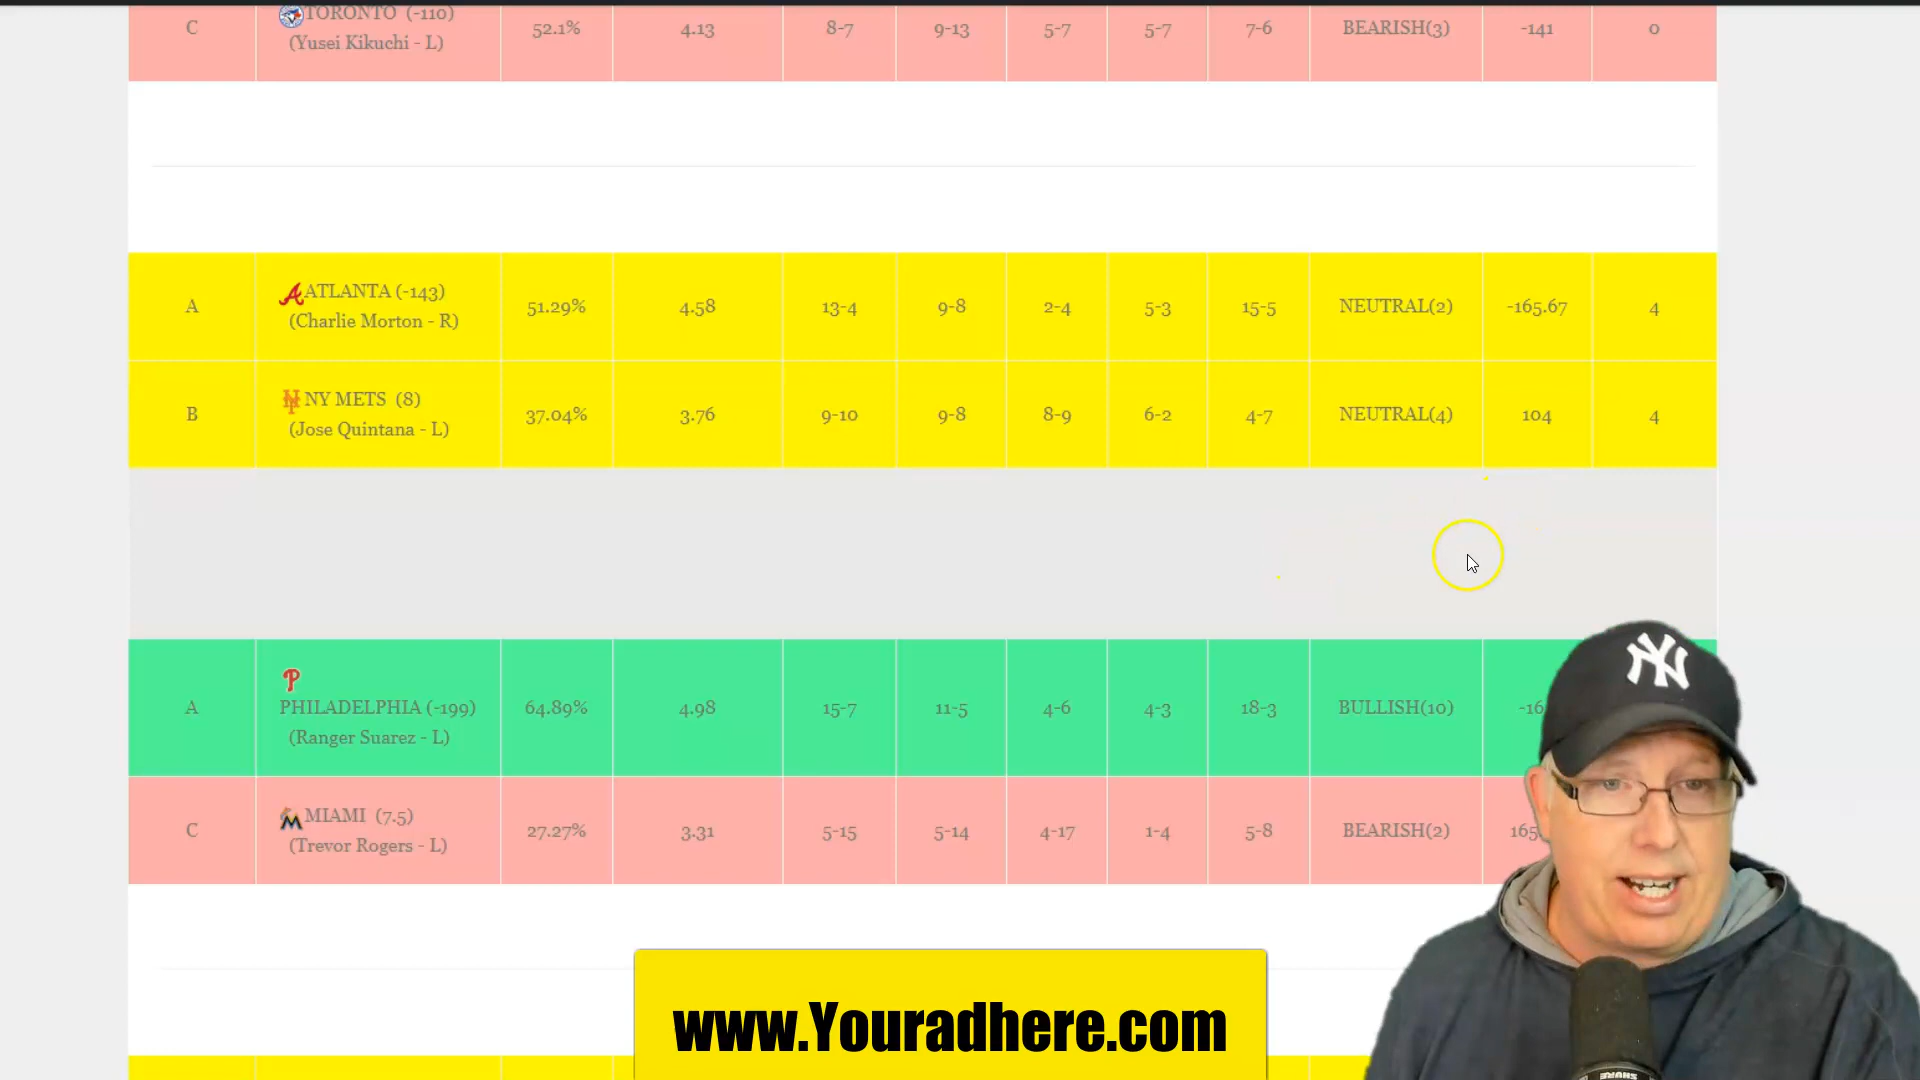 C TORONTO (-110) 52.1% 4.13 8-7 9-13 5-7 5-7 7-6 BEARISH(3) -141 0
(Yusei Kikuchi - L)
A ATLANTA (-143) 51.29% 4.58 13-4 9-8 2-4 5-3 15-5 NEUTRAL(2) -165.67 4
(Charlie Morton - R)
B NY METS (8) 37.04% 3.76 9-10 9-8 8-9 6-2 4-7 NEUTRAL(4) 104 4
(Jose Quintana - L)
A PHILADELPHIA (-199) 64.89% 4.98 15-7 11-5 4-6 4-3 18-3 BULLISH(10)
(Ranger Suarez - L)
C MIAMI (7.5) 27.27% 3.31 5-15 5-14 4-17 1-4 5-8 BEARISH(2)
(Trevor Rogers - L)
NY
www.Youradhere.com
SHURE